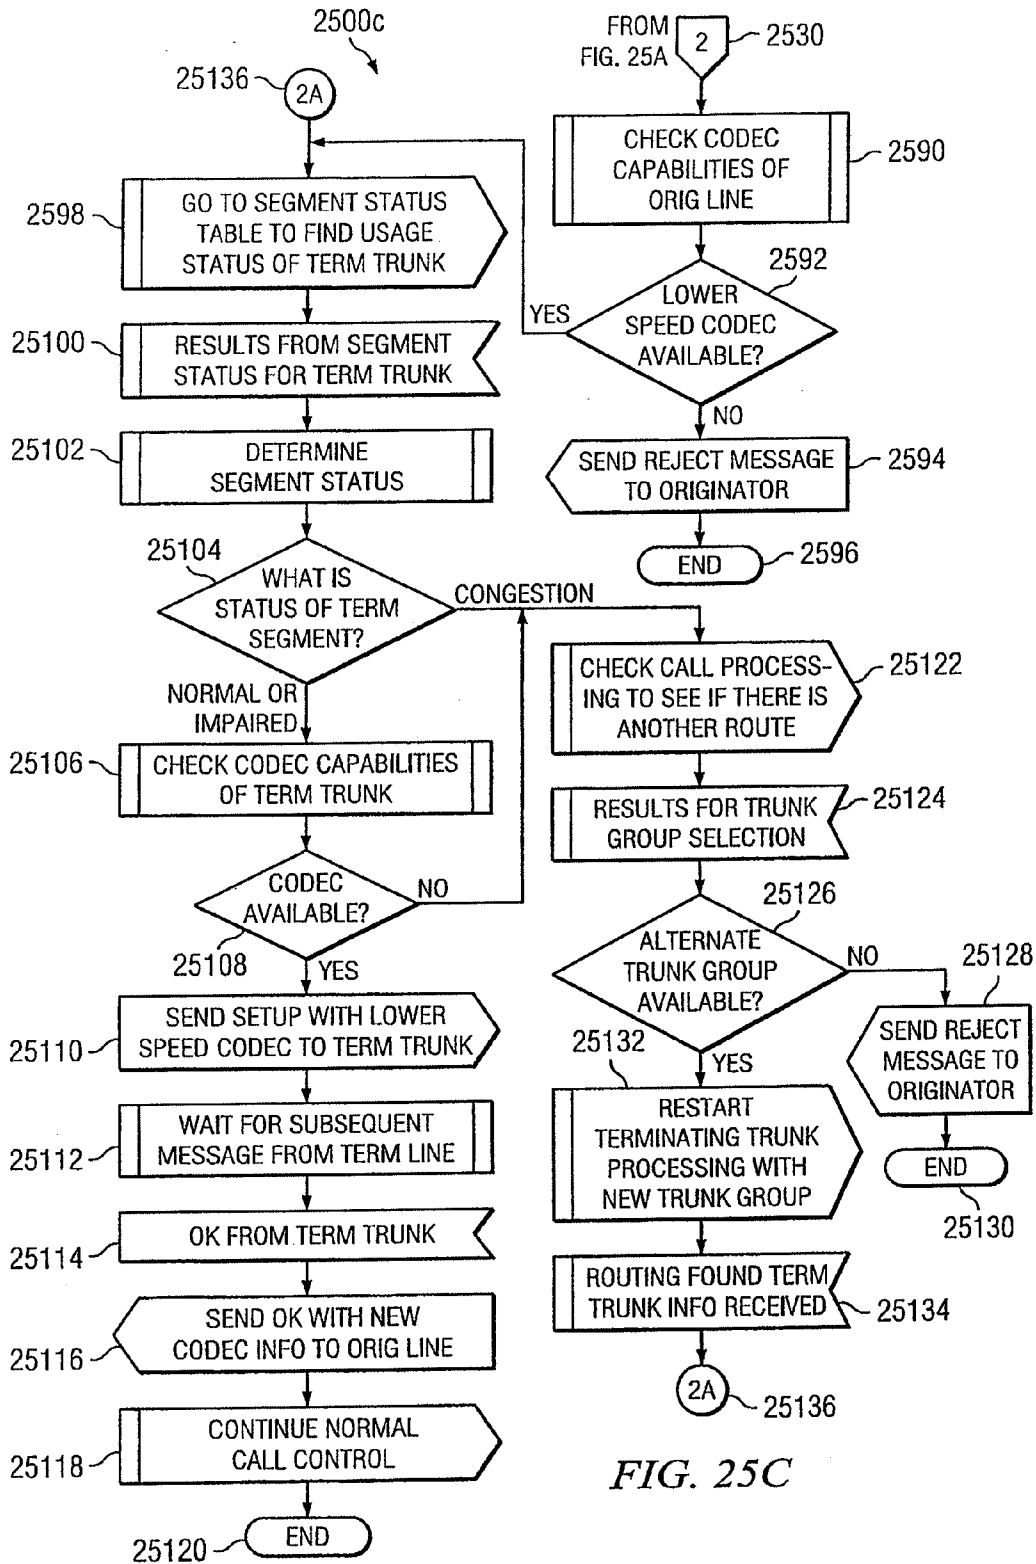 2500c
25136
2A
FROM
FIG. 25A
2
2530
CHECK CODEC
CAPABILITIES OF
ORIG LINE
2590
2592
LOWER
SPEED CODEC
AVAILABLE?
YES
NO
SEND REJECT MESSAGE
TO ORIGINATOR
2594
END
2596
2598
GO TO SEGMENT STATUS
TABLE TO FIND USAGE
STATUS OF TERM TRUNK
25100
RESULTS FROM SEGMENT
STATUS FOR TERM TRUNK
25102
DETERMINE
SEGMENT STATUS
25104
WHAT IS
STATUS OF TERM
SEGMENT?
CONGESTION
NORMAL OR
IMPAIRED
25106
CHECK CODEC CAPABILITIES
OF TERM TRUNK
CODEC
AVAILABLE?
NO
25108
YES
25110
SEND SETUP WITH LOWER
SPEED CODEC TO TERM TRUNK
25112
WAIT FOR SUBSEQUENT
MESSAGE FROM TERM LINE
25114
OK FROM TERM TRUNK
25116
SEND OK WITH NEW
CODEC INFO TO ORIG LINE
25118
CONTINUE NORMAL
CALL CONTROL
25120
END
CHECK CALL PROCESS-
ING TO SEE IF THERE IS
ANOTHER ROUTE
25122
RESULTS FOR TRUNK
GROUP SELECTION
25124
25126
ALTERNATE
TRUNK GROUP
AVAILABLE?
NO
25128
SEND REJECT
MESSAGE TO
ORIGINATOR
END
25130
YES
25132
RESTART
TERMINATING TRUNK
PROCESSING WITH
NEW TRUNK GROUP
ROUTING FOUND TERM
TRUNK INFO RECEIVED
25134
2A
25136
FIG. 25C